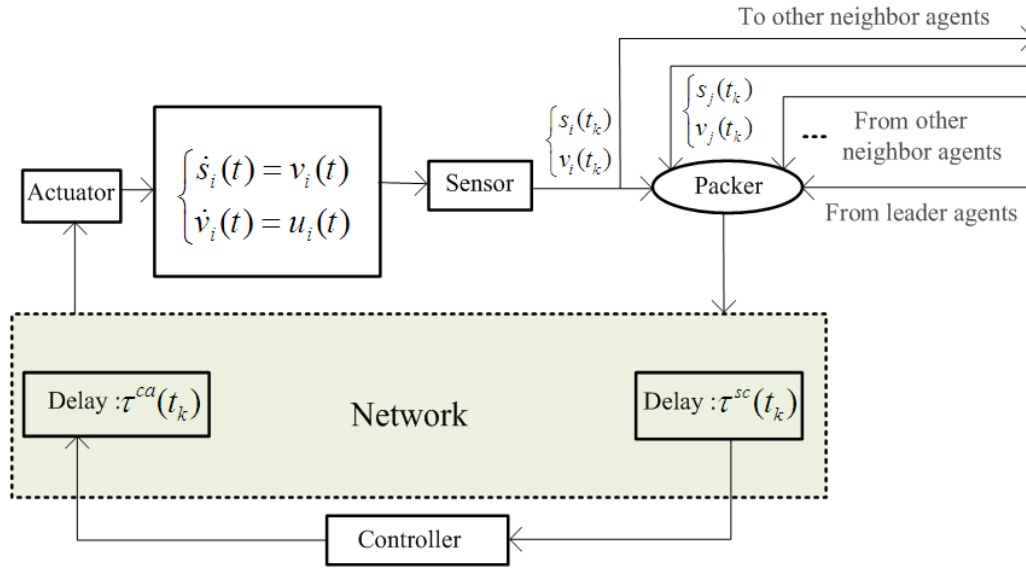 To other neighbor agents
s_j(t_k)
v_j(t_k)
s_i(t_k)
v_i(t_k)
...
From other
neighbor agents
Actuator
ṡ_i(t) = v_i(t)
v̇_i(t) = u_i(t)
Sensor
Packer
From leader agents
Delay : τ^{ca}(t_k)
Network
Delay : τ^{sc}(t_k)
Controller